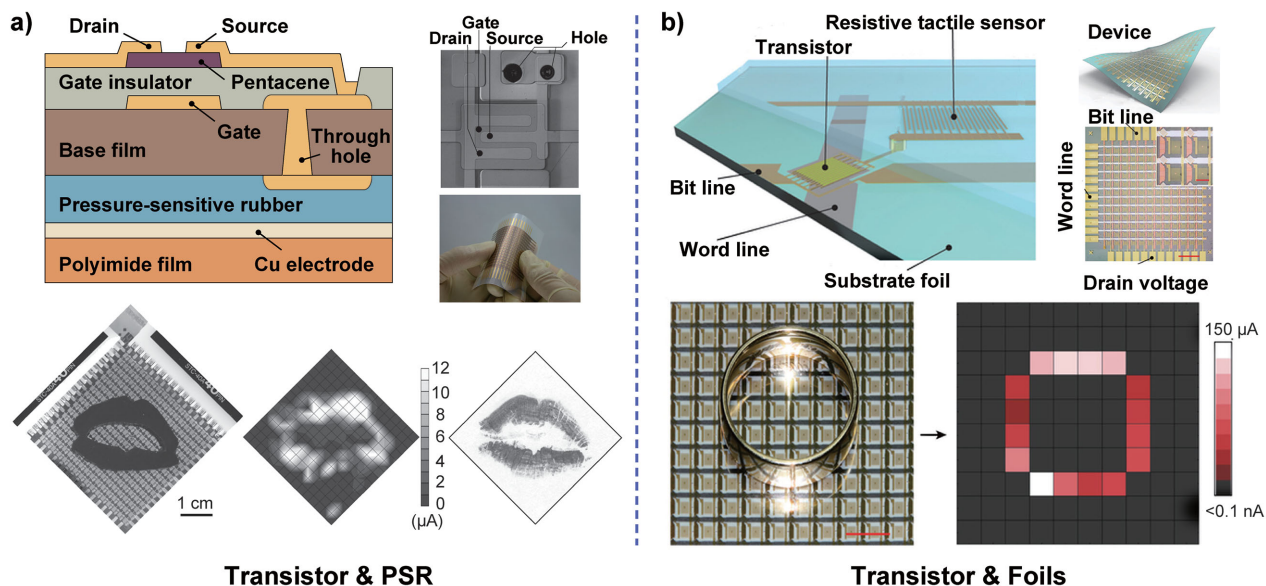 a)
Drain
Source
Gate insulator
Pentacene
Gate
Base film
Through
hole
Pressure-sensitive rubber
Cu electrode
Polyimide film
Gate
Drain
Source
Hole
1 cm
12
10
8
6
4
2
0
(µA)
Transistor & PSR
b)
Resistive tactile sensor
Transistor
Bit line
Word line
Substrate foil
Device
Bit line
Word line
Drain voltage
150 µA
<0.1 nA
Transistor & Foils